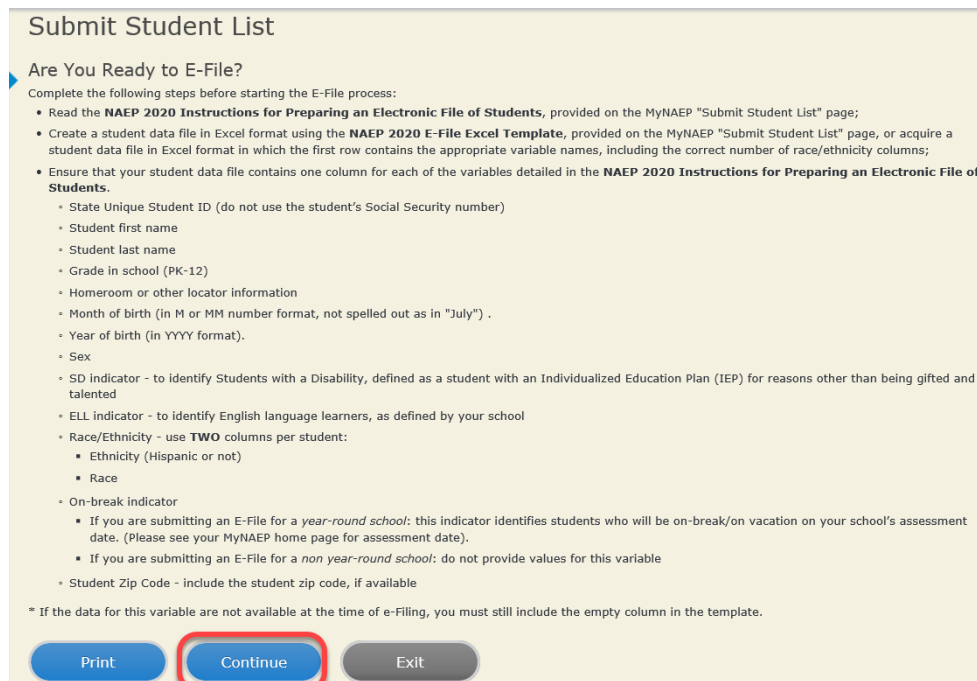 Submit Student List
Are You Ready to E-File?
Complete the following steps before starting the E-File process:
• Read the NAEP 2020 Instructions for Preparing an Electronic File of Students, provided on the MyNAEP "Submit Student List" page;
• Create a student data file in Excel format using the NAEP 2020 E-File Excel Template, provided on the MyNAEP "Submit Student List" page, or acquire a
student data file in Excel format in which the first row contains the appropriate variable names, including the correct number of race/ethnicity columns;
• Ensure that your student data file contains one column for each of the variables detailed in the NAEP 2020 Instructions for Preparing an Electronic File of
Students.
◦ State Unique Student ID (do not use the student's Social Security number)
◦ Student first name
◦ Student last name
◦ Grade in school (PK-12)
◦ Homeroom or other locator information
◦ Month of birth (in M or MM number format, not spelled out as in "July") .
◦ Year of birth (in YYYY format).
◦ Sex
◦ SD indicator - to identify Students with a Disability, defined as a student with an Individualized Education Plan (IEP) for reasons other than being gifted and
talented
◦ ELL indicator - to identify English language learners, as defined by your school
◦ Race/Ethnicity - use TWO columns per student:
▪ Ethnicity (Hispanic or not)
▪ Race
◦ On-break indicator
▪ If you are submitting an E-File for a year-round school: this indicator identifies students who will be on-break/on vacation on your school's assessment
date. (Please see your MyNAEP home page for assessment date).
▪ If you are submitting an E-File for a non year-round school: do not provide values for this variable
◦ Student Zip Code - include the student zip code, if available
* If the data for this variable are not available at the time of e-Filing, you must still include the empty column in the template.
Print Continue Exit